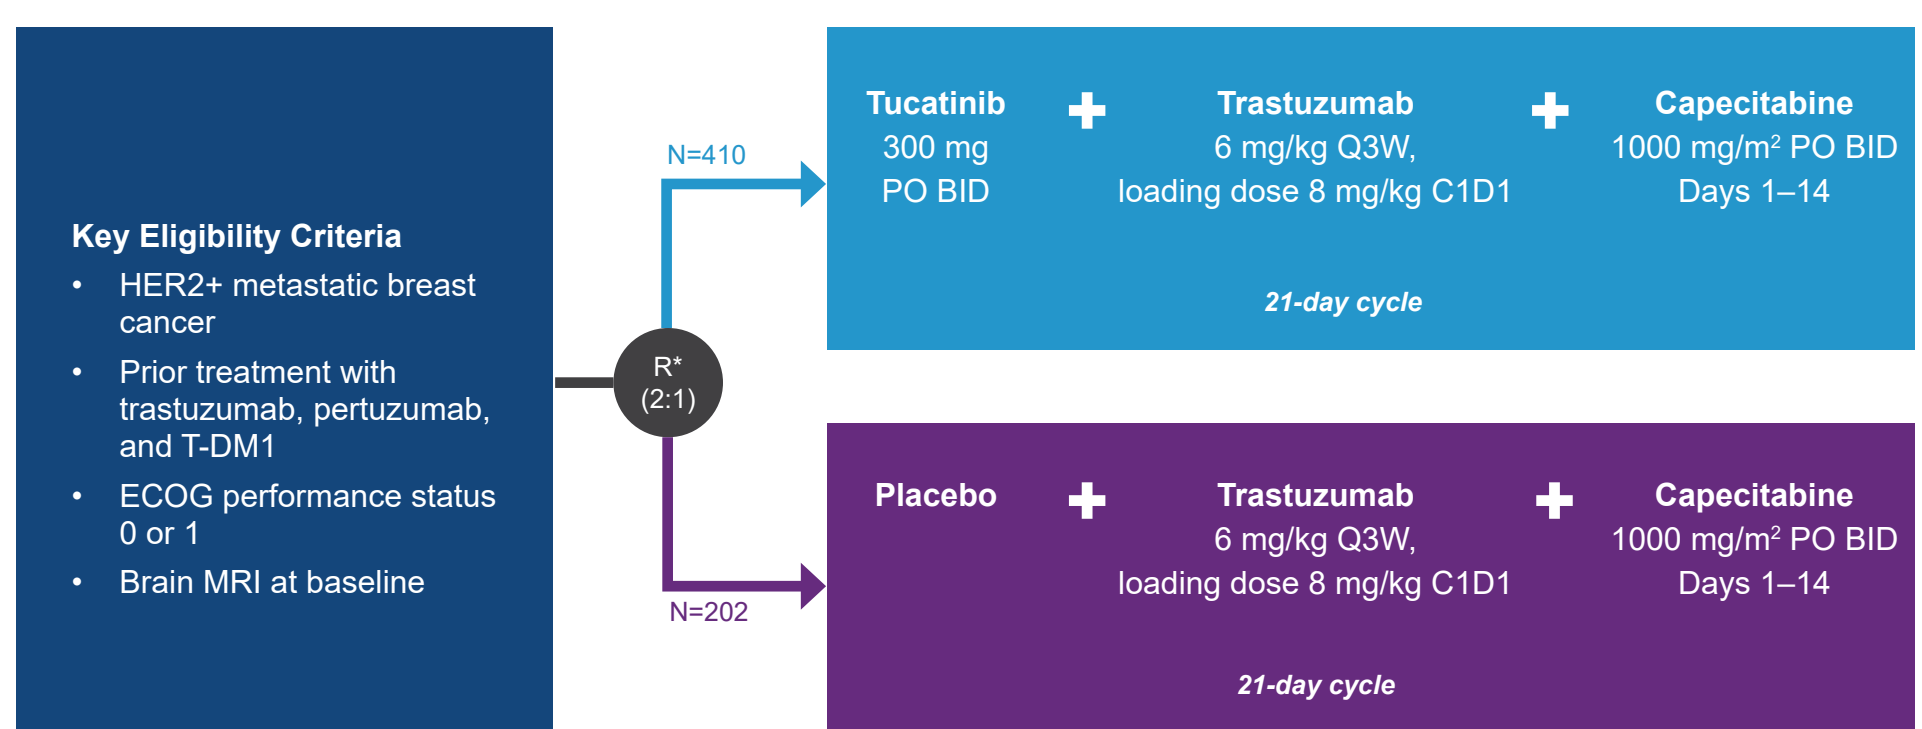 Key Eligibility Criteria
• HER2+ metastatic breast
cancer
• Prior treatment with
trastuzumab, pertuzumab,
and T-DM1
• ECOG performance status
0 or 1
• Brain MRI at baseline
R*
(2:1)
N=410
Tucatinib
300 mg
PO BID
Trastuzumab
6 mg/kg Q3W,
loading dose 8 mg/kg C1D1
Capecitabine
1000 mg/m² PO BID
Days 1–14
21-day cycle
N=202
Placebo
Trastuzumab
6 mg/kg Q3W,
loading dose 8 mg/kg C1D1
Capecitabine
1000 mg/m² PO BID
Days 1–14
21-day cycle